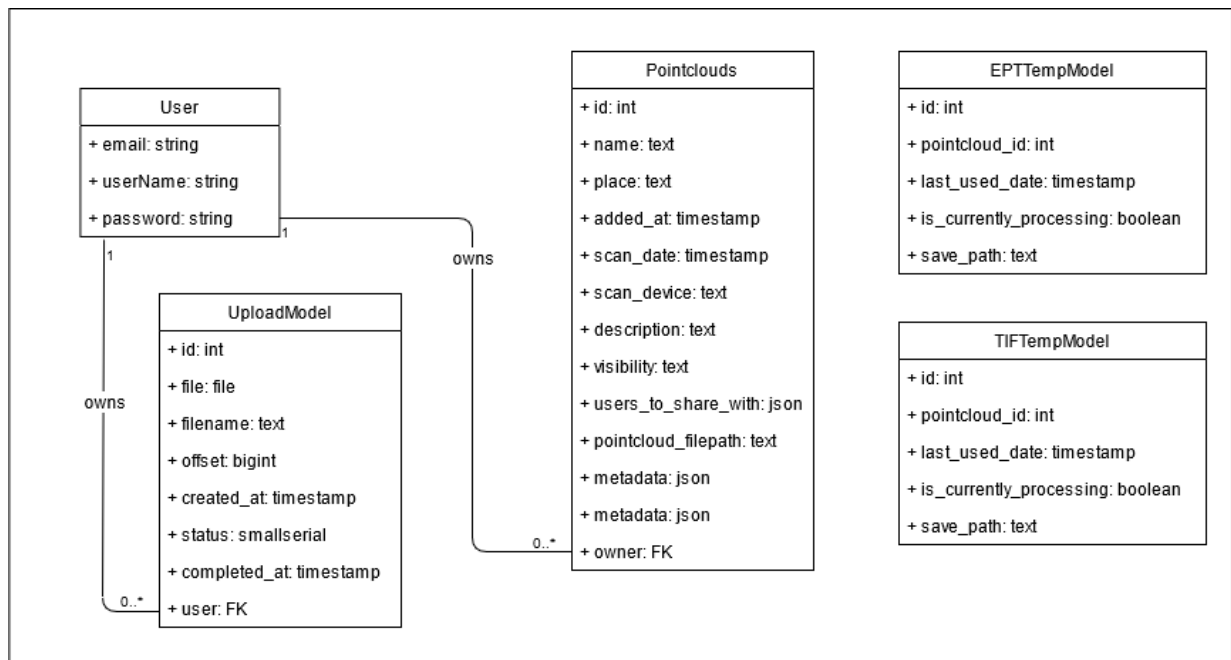 User
+ email: string
+ userName: string
+ password: string
1
1
owns
owns
0..*
0..*
UploadModel
+ id: int
+ file: file
+ filename: text
+ offset: bigint
+ created_at: timestamp
+ status: smallserial
+ completed_at: timestamp
+ user: FK
Pointclouds
+ id: int
+ name: text
+ place: text
+ added_at: timestamp
+ scan_date: timestamp
+ scan_device: text
+ description: text
+ visibility: text
+ users_to_share_with: json
+ pointcloud_filepath: text
+ metadata: json
+ metadata: json
+ owner: FK
EPTTempModel
+ id: int
+ pointcloud_id: int
+ last_used_date: timestamp
+ is_currently_processing: boolean
+ save_path: text
TIFTempModel
+ id: int
+ pointcloud_id: int
+ last_used_date: timestamp
+ is_currently_processing: boolean
+ save_path: text